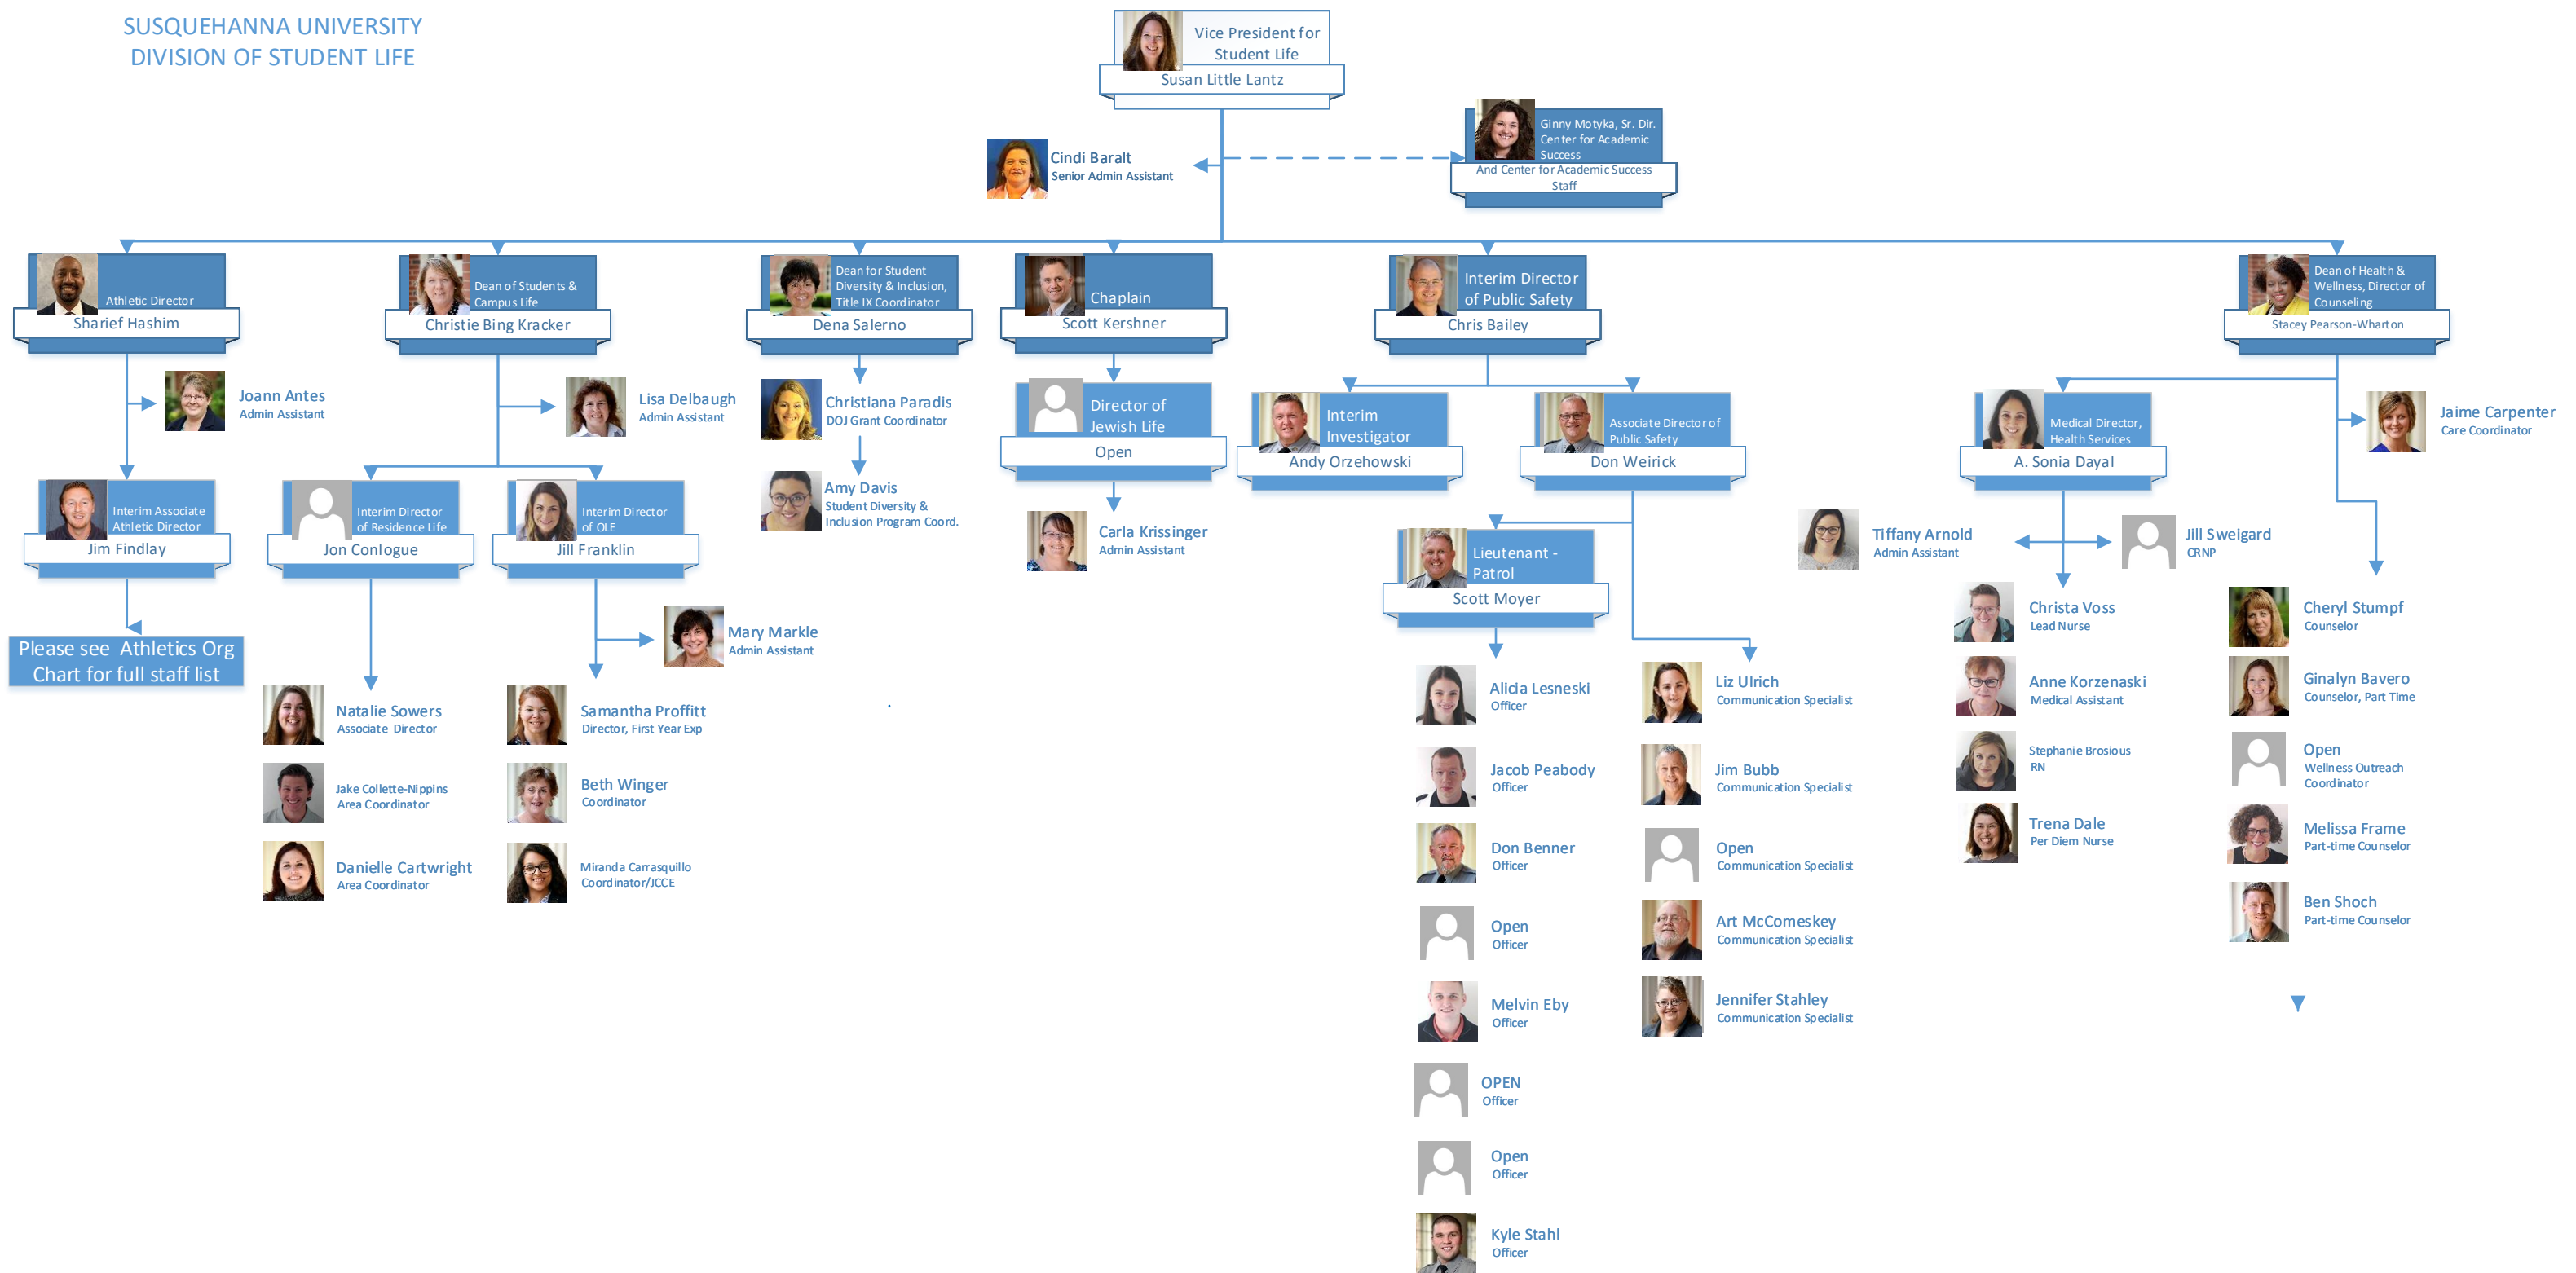 SUSQUEHANNA UNIVERSITY
DIVISION OF STUDENT LIFE
Vice President for
Student Life
Susan Little Lantz
Cindi Baralt
Senior Admin Assistant
Ginny Motyka, Sr. Dir.
Center for Academic
Success
And Center for Academic Success
Staff
Athletic Director
Sharief Hashim
Joann Antes
Admin Assistant
Interim Associate
Athletic Director
Jim Findlay
Please see Athletics Org
Chart for full staff list
Dean of Students &
Campus Life
Christie Bing Kracker
Lisa Delbaugh
Admin Assistant
Interim Director
of Residence Life
Jon Conlogue
Natalie Sowers
Associate Director
Jake Collette-Nippins
Area Coordinator
Danielle Cartwright
Area Coordinator
Interim Director
of OLE
Jill Franklin
Mary Markle
Admin Assistant
Samantha Proffitt
Director, First Year Exp
Beth Winger
Coordinator
Miranda Carrasquillo
Coordinator/JCCE
Dean for Student
Diversity & Inclusion,
Title IX Coordinator
Dena Salerno
Christiana Paradis
DOJ Grant Coordinator
Amy Davis
Student Diversity &
Inclusion Program Coord.
Chaplain
Scott Kershner
Director of
Jewish Life
Open
Carla Krissinger
Admin Assistant
Interim Director
of Public Safety
Chris Bailey
Interim
Investigator
Andy Orzehowski
Associate Director of
Public Safety
Don Weirick
Lieutenant -
Patrol
Scott Moyer
Alicia Lesneski
Officer
Jacob Peabody
Officer
Don Benner
Officer
Open
Officer
Melvin Eby
Officer
OPEN
Officer
Open
Officer
Kyle Stahl
Officer
Liz Ulrich
Communication Specialist
Jim Bubb
Communication Specialist
Open
Communication Specialist
Art McComeskey
Communication Specialist
Jennifer Stahley
Communication Specialist
Dean of Health &
Wellness, Director of
Counseling
Stacey Pearson-Wharton
Medical Director,
Health Services
A. Sonia Dayal
Jaime Carpenter
Care Coordinator
Tiffany Arnold
Admin Assistant
Jill Sweigard
CRNP
Christa Voss
Lead Nurse
Anne Korzenaski
Medical Assistant
Stephanie Brosious
RN
Trena Dale
Per Diem Nurse
Cheryl Stumpf
Counselor
Ginalyn Bavero
Counselor, Part Time
Open
Wellness Outreach
Coordinator
Melissa Frame
Part-time Counselor
Ben Shoch
Part-time Counselor